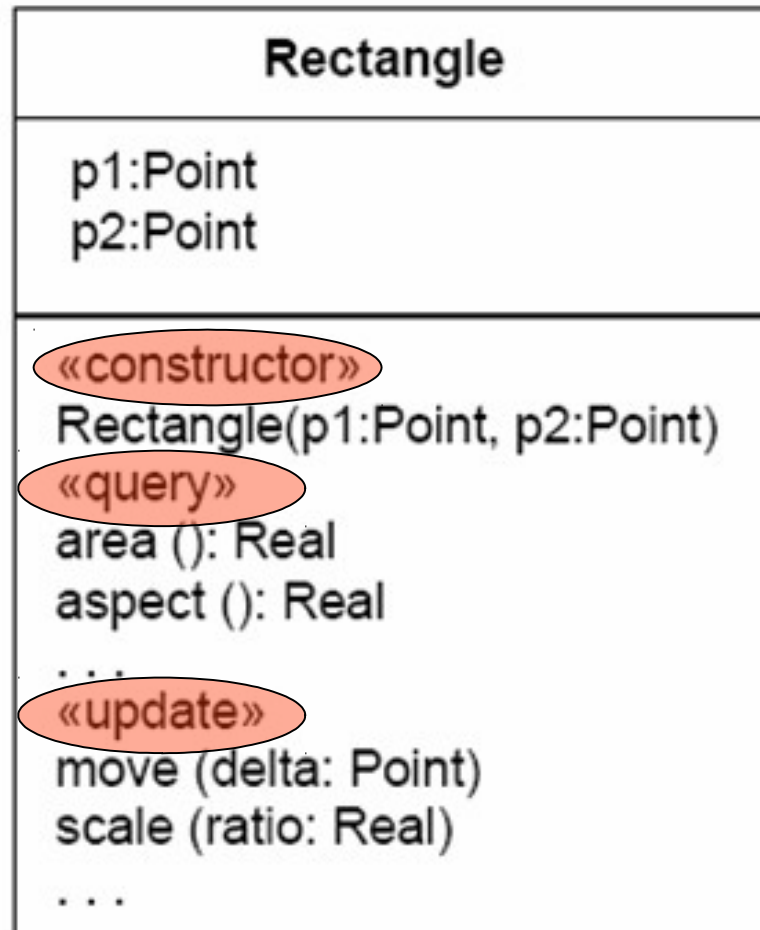 Rectangle
p1:Point
p2:Point
«constructor»
Rectangle(p1:Point, p2:Point)
«query»
area (): Real
aspect (): Real
. . .
«update»
move (delta: Point)
scale (ratio: Real)
. . .